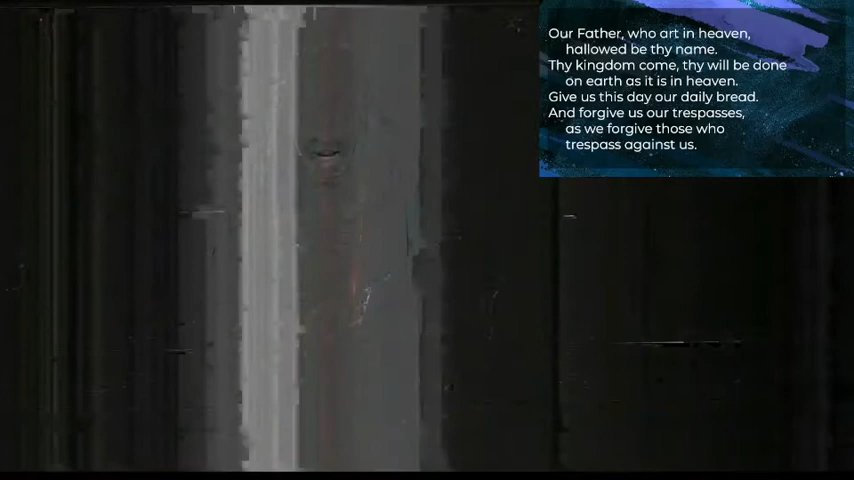 Our Father, who art in heaven,
hallowed be thy name.
Thy kingdom come, thy will be done
on earth as it is in heaven.
Give us this day our daily bread.
And forgive us our trespasses,
as we forgive those who
trespass against us.